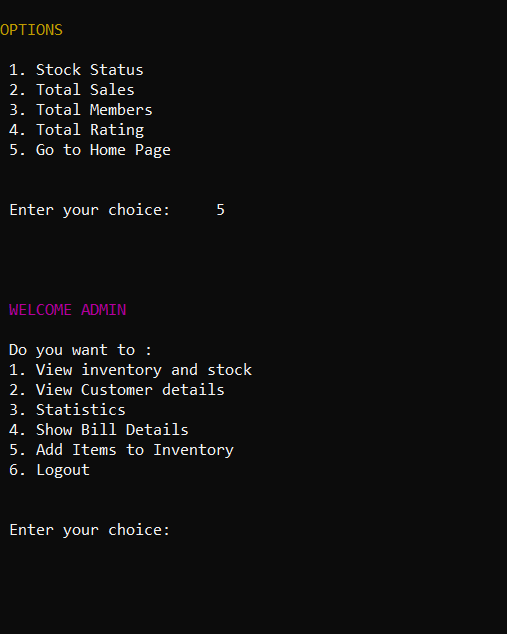 OPTIONS
1. Stock Status
2. Total Sales
3. Total Members
4. Total Rating
5. Go to Home Page
Enter your choice:     5
WELCOME ADMIN
Do you want to :
1. View inventory and stock
2. View Customer details
3. Statistics
4. Show Bill Details
5. Add Items to Inventory
6. Logout
Enter your choice: